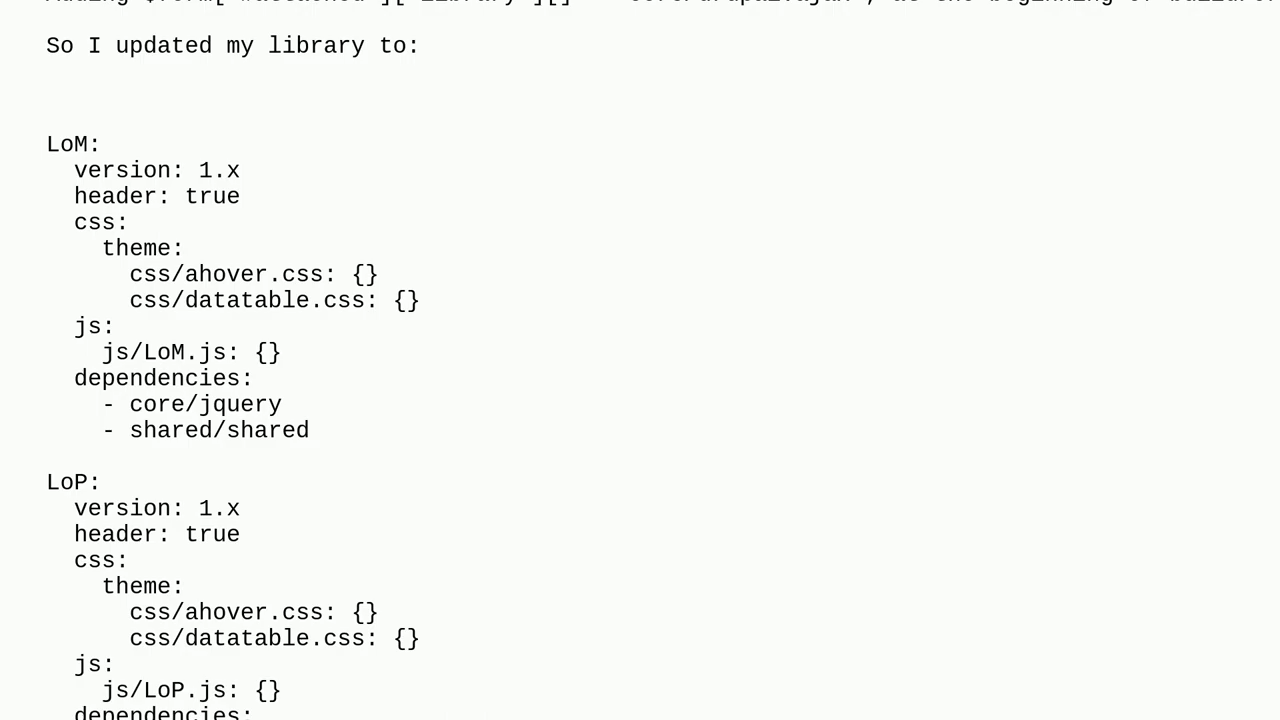 So I updated my library to:
LoM:
  version: 1.x
  header: true
  css:
    theme:
      css/ahover.css: {}
      css/datatable.css: {}
  js:
    js/LoM.js: {}
  dependencies:
    - core/jquery
    - shared/shared
LoP:
  version: 1.x
  header: true
  css:
    theme:
      css/ahover.css: {}
      css/datatable.css: {}
  js:
    js/LoP.js: {}
  dependencies: